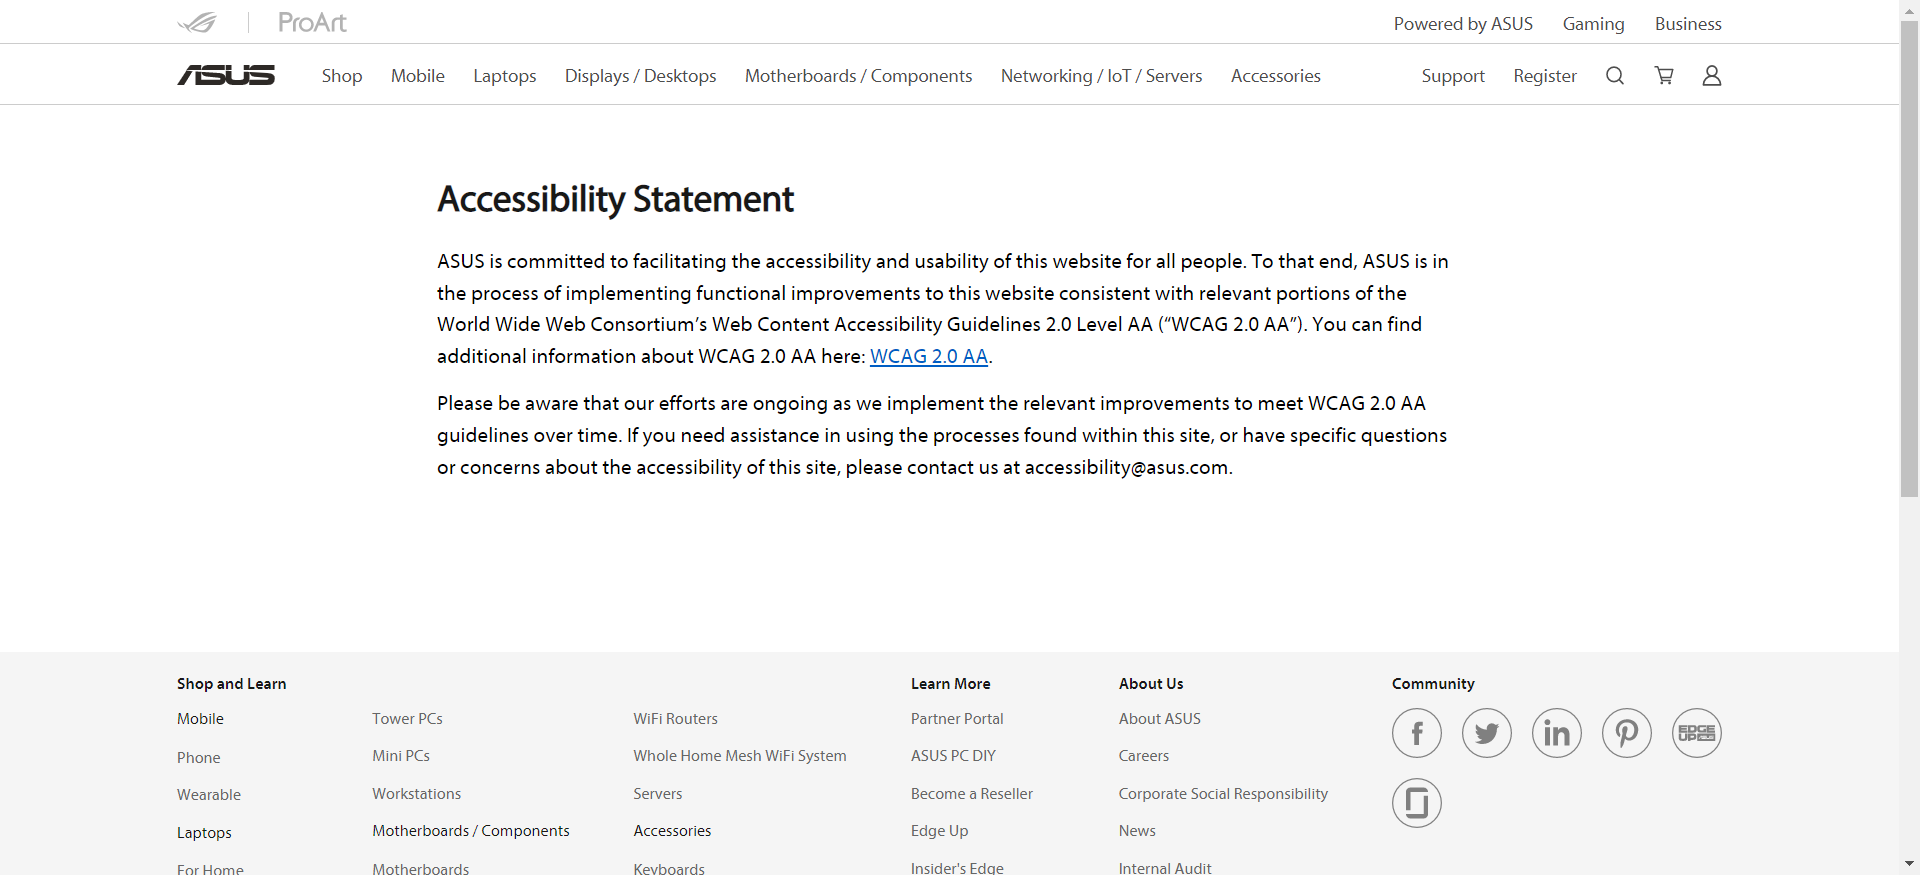 ProArt
Powered by ASUS
Gaming
Business
ASUS
Shop
Mobile
Laptops
Displays / Desktops
Motherboards / Components
Networking / IoT / Servers
Accessories
Support
Register
Accessibility Statement
ASUS is committed to facilitating the accessibility and usability of this website for all people. To that end, ASUS is in
the process of implementing functional improvements to this website consistent with relevant portions of the
World Wide Web Consortium’s Web Content Accessibility Guidelines 2.0 Level AA (“WCAG 2.0 AA”). You can find
additional information about WCAG 2.0 AA here: WCAG 2.0 AA.
Please be aware that our efforts are ongoing as we implement the relevant improvements to meet WCAG 2.0 AA
guidelines over time. If you need assistance in using the processes found within this site, or have specific questions
or concerns about the accessibility of this site, please contact us at accessibility@asus.com.
Shop and Learn
Mobile
Phone
Wearable
Laptops
For Home
Tower PCs
Mini PCs
Workstations
Motherboards / Components
Motherboards
WiFi Routers
Whole Home Mesh WiFi System
Servers
Accessories
Keyboards
Learn More
Partner Portal
ASUS PC DIY
Become a Reseller
Edge Up
Insider's Edge
About Us
About ASUS
Careers
Corporate Social Responsibility
News
Internal Audit
Community
f
in
EDGE
UP